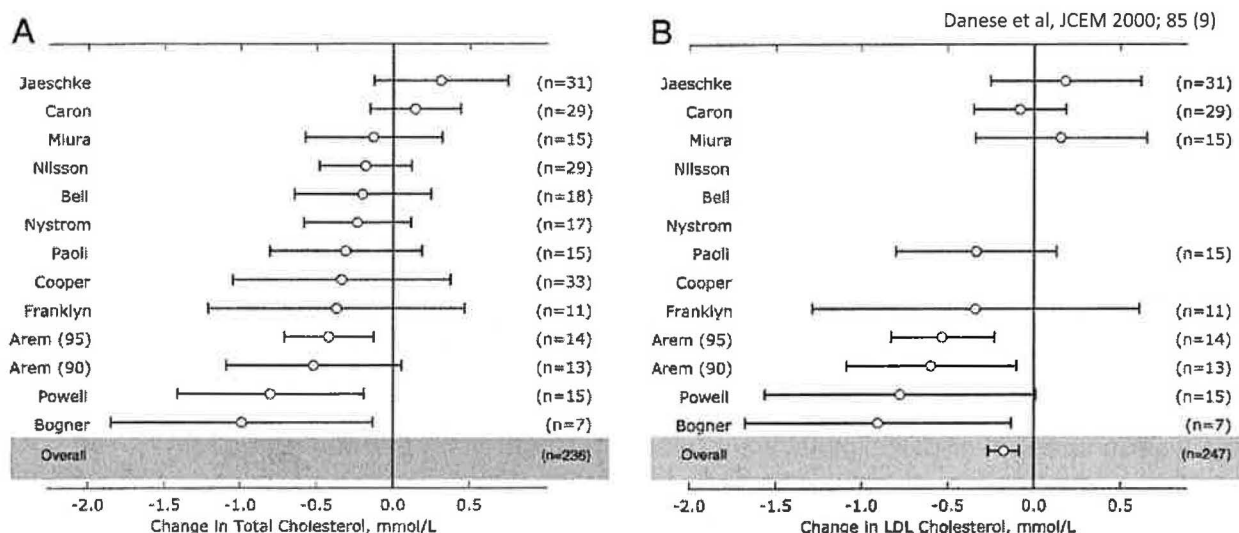 Danese et al, JCEM 2000; 85 (9)
A
Jaeschke (n=31)
Caron (n=29)
Miura (n=15)
Nilsson (n=29)
Bell (n=18)
Nystrom (n=17)
Paoli (n=15)
Cooper (n=33)
Franklyn (n=11)
Arem (95) (n=14)
Arem (90) (n=13)
Powell (n=15)
Bogner (n=7)
Overall (n=236)
-2.0 -1.5 -1.0 -0.5 0.0 0.5
Change in Total Cholesterol, mmol/L
B
Jaeschke (n=31)
Caron (n=29)
Miura (n=15)
Nilsson
Bell
Nystrom
Paoli (n=15)
Cooper
Franklyn (n=11)
Arem (95) (n=14)
Arem (90) (n=13)
Powell (n=15)
Bogner (n=7)
Overall (n=247)
-2.0 -1.5 -1.0 -0.5 0.0 0.5
Change in LDL Cholesterol, mmol/L